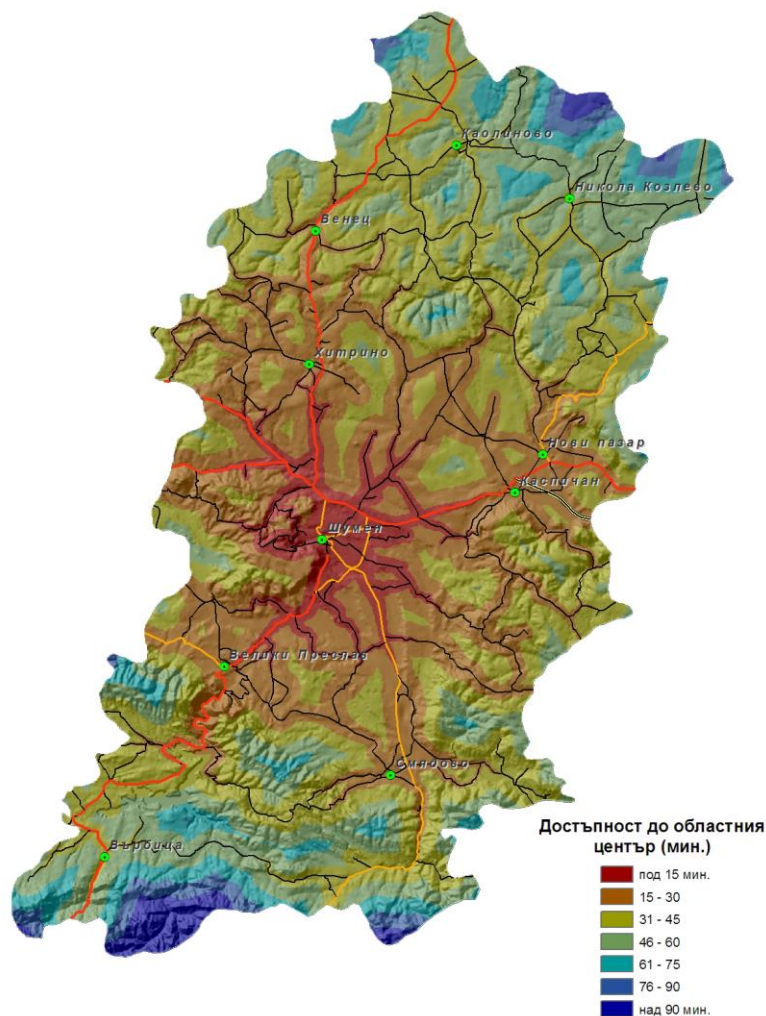 Каолиново
Никола Козлево
Венец
Хитрино
Нови пазар
Каспичан
Шумен
Велики Преслав
Смядово
Върбица
Достъпност до областния
център (мин.)
под 15 мин.
15 - 30
31 - 45
46 - 60
61 - 75
76 - 90
над 90 мин.